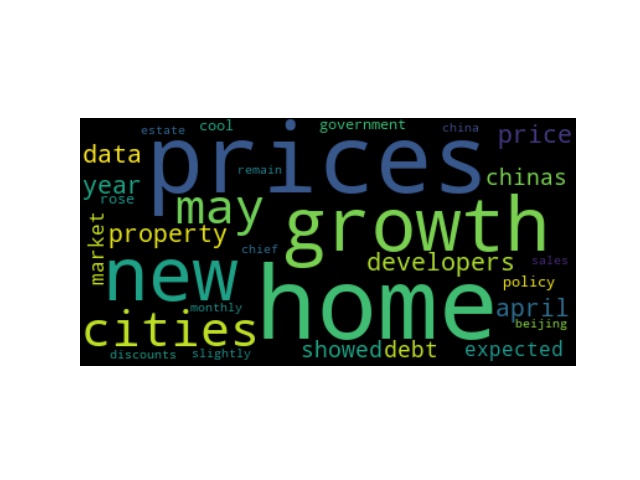 estate cool government china
prices price
data
remain
year chinas
rose may
growth
market property
chief developers sales
new home policy
monthly april
cities beijing
showed debt expected
discounts slightly